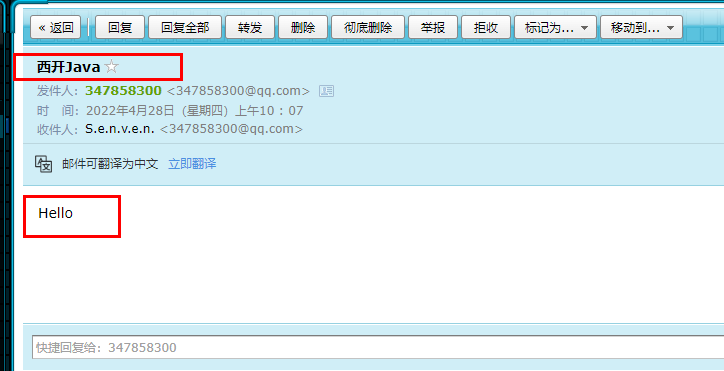 « 返回 回复 回复全部 转发 删除 彻底删除 举报 拒收 标记为... 移动到...
西开Java ☆
发件人：347858300 <347858300@qq.com>
时　间：2022年4月28日（星期四）上午10：07
收件人：S.e.n.v.e.n. <347858300@qq.com>
邮件可翻译为中文 立即翻译
Hello
快捷回复给：347858300